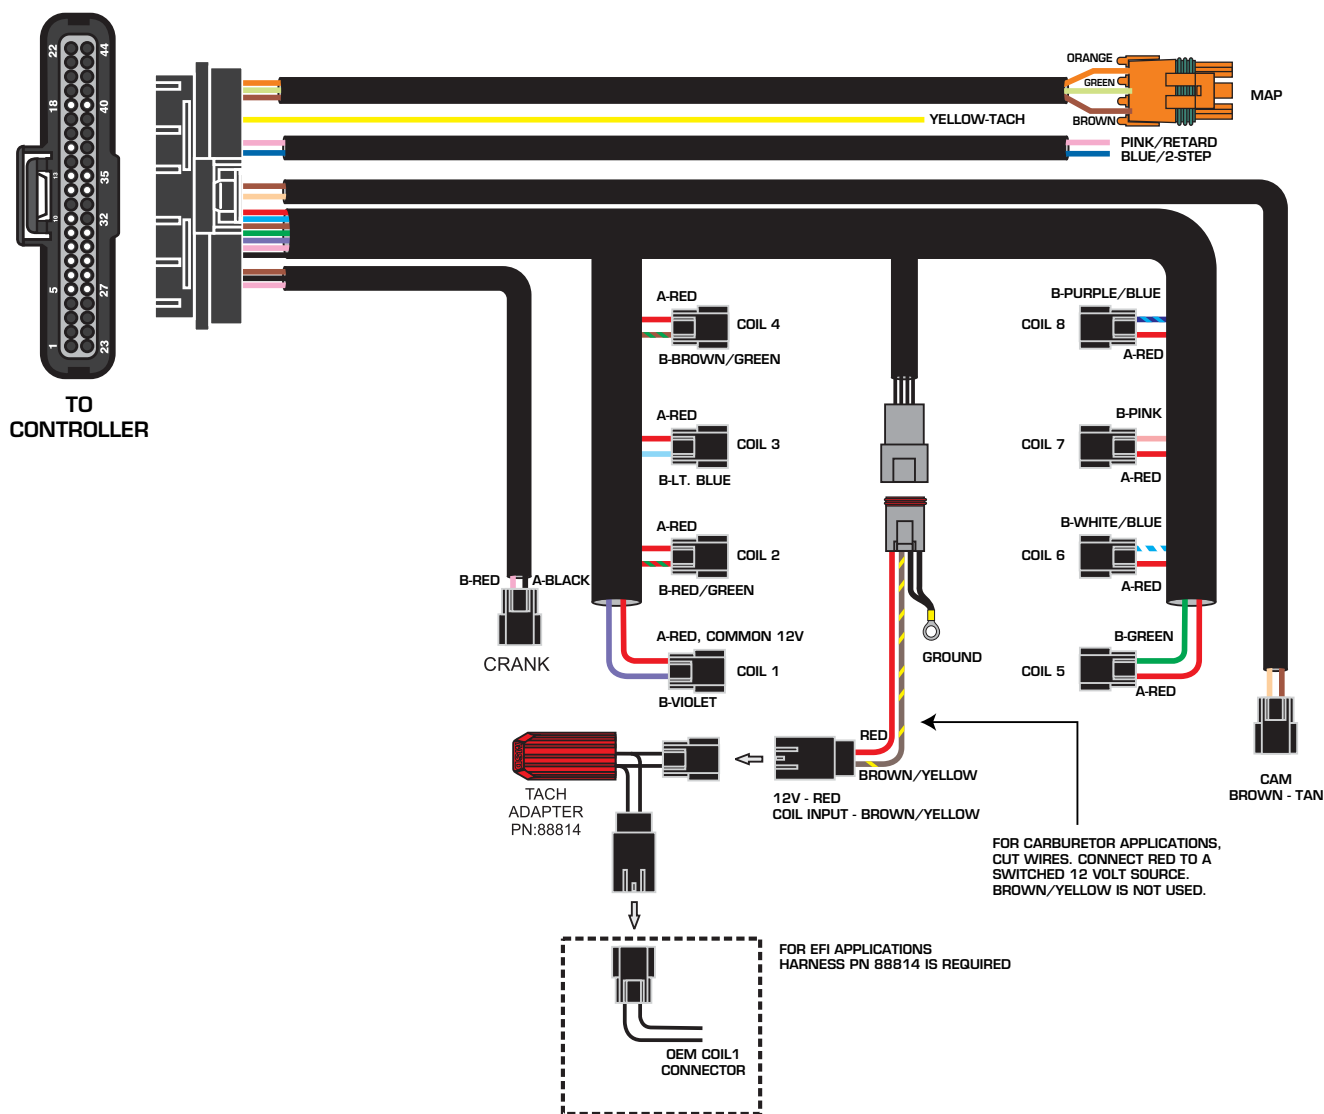 22
44
18
40
13
35
10
32
5
27
1
23
TO
CONTROLLER
ORANGE
GREEN
BROWN
MAP
YELLOW-TACH
PINK/RETARD
BLUE/2-STEP
A-RED
COIL 4
B-BROWN/GREEN
A-RED
COIL 3
B-LT. BLUE
A-RED
COIL 2
B-RED/GREEN
A-RED, COMMON 12V
COIL 1
B-VIOLET
B-RED
A-BLACK
CRANK
B-PURPLE/BLUE
COIL 8
A-RED
B-PINK
COIL 7
A-RED
B-WHITE/BLUE
COIL 6
A-RED
B-GREEN
COIL 5
A-RED
GROUND
RED
BROWN/YELLOW
12V - RED
COIL INPUT - BROWN/YELLOW
CAM
BROWN - TAN
TACH
ADAPTER
PN:88814
FOR CARBURETOR APPLICATIONS,
CUT WIRES. CONNECT RED TO A
SWITCHED 12 VOLT SOURCE.
BROWN/YELLOW IS NOT USED.
FOR EFI APPLICATIONS
HARNESS PN 88814 IS REQUIRED
OEM COIL1
CONNECTOR